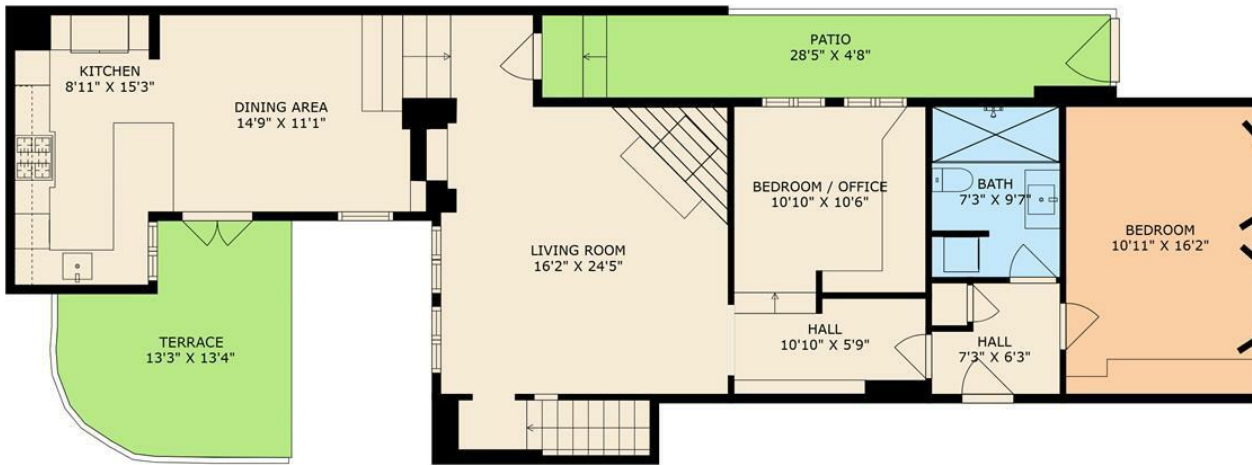 KITCHEN
8'11" X 15'3"
DINING AREA
14'9" X 11'1"
PATIO
28'5" X 4'8"
BEDROOM / OFFICE
10'10" X 10'6"
BATH
7'3" X 9'7"
BEDROOM
10'11" X 16'2"
LIVING ROOM
16'2" X 24'5"
TERRACE
13'3" X 13'4"
HALL
10'10" X 5'9"
HALL
7'3" X 6'3"